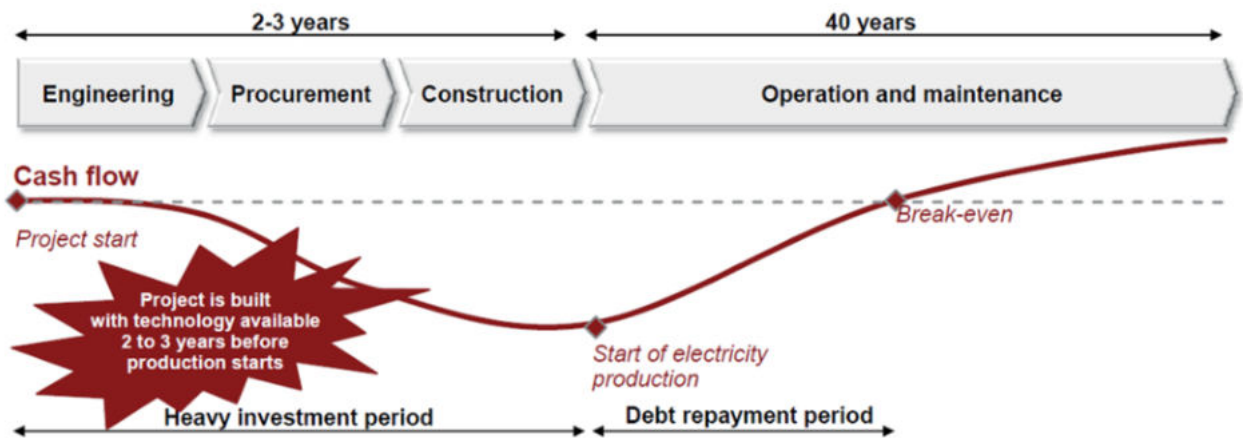 2-3 years
40 years
Engineering
Procurement
Construction
Operation and maintenance
Cash flow
Project start
Break-even
Project is built
with technology available
2 to 3 years before
production starts
Start of electricity
production
Heavy investment period
Debt repayment period